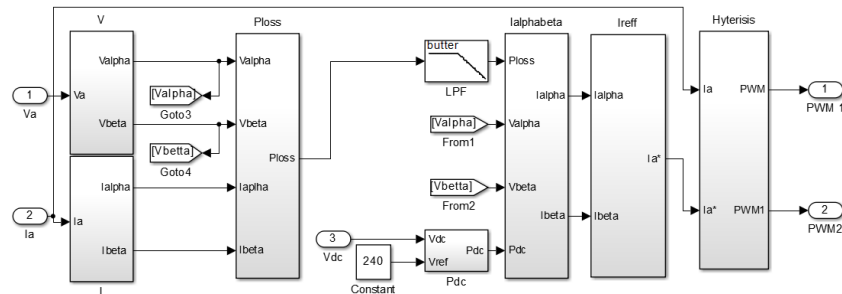 V
Ploss
Ialphabeta
Ireff
Hyterisis
Valpha
Valpha
butter
Ploss
[Valpha]
Goto3
LPF
Ialpha
Ialpha
Ia
PWM
1
PWM 1
1
Va
Va
Vbeta
Vbeta
[Valpha]
From1
Valpha
[Vbetta]
Goto4
Ploss
Ia*
Ialpha
Iaplha
[Vbetta]
From2
Vbeta
2
Ia
Ia
Ibeta
Ibeta
Ibeta
Ibeta
Ia*
PWM1
2
PWM2
3
Vdc
Vdc
Vref
Pdc
Pdc
240
Constant
Pdc